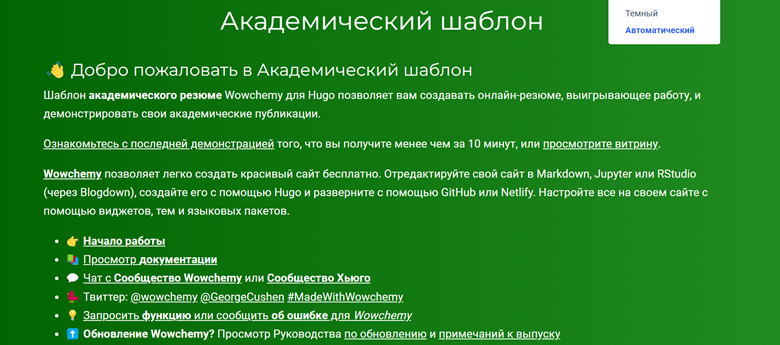 Академический шаблон
Темный
Автоматический
👋 Добро пожаловать в Академический шаблон
Шаблон академического резюме Wowchemy для Hugo позволяет вам создавать онлайн-резюме, выигрывающее работу, и
демонстрировать свои академические публикации.
Ознакомьтесь с последней демонстрацией того, что вы получите менее чем за 10 минут, или просмотрите витрину.
Wowchemy позволяет легко создать красивый сайт бесплатно. Отредактируйте свой сайт в Markdown, Jupyter или RStudio
(через Blogdown), создайте его с помощью Hugo и разверните с помощью GitHub или Netlify. Настройте все на своем сайте с
помощью виджетов, тем и языковых пакетов.
• 👉 Начало работы
• 📚 Просмотр документации
• 💬 Чат с Сообщество Wowchemy или Сообщество Хьюго
• 🐦 Твиттер: @wowchemy @GeorgeCushen #MadeWithWowchemy
• 💡 Запросить функцию или сообщить об ошибке для Wowchemy
• ⬆️ Обновление Wowchemy? Просмотр Руководства по обновлению и примечаний к выпуску